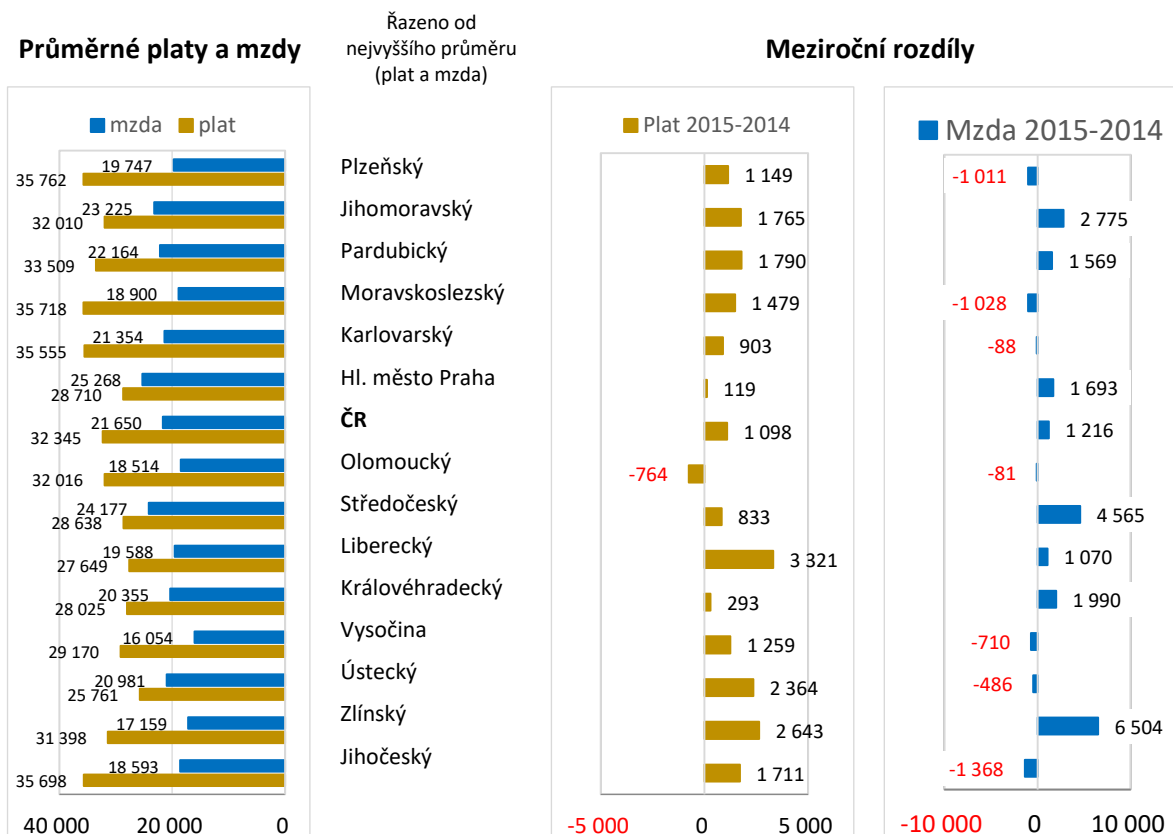 Průměrné platy a mzdy
Řazeno od
nejvyššího průměru
(plat a mzda)
Meziroční rozdíly
mzda plat
Plat 2015-2014
Mzda 2015-2014
19 747
35 762
Plzeňský
1 149
-1 011
23 225
32 010
Jihomoravský
1 765
2 775
22 164
33 509
Pardubický
1 790
1 569
18 900
35 718
Moravskoslezský
1 479
-1 028
21 354
35 555
Karlovarský
903
-88
25 268
28 710
Hl. město Praha
119
1 693
21 650
32 345
ČR
1 098
1 216
18 514
32 016
Olomoucký
-764
-81
24 177
28 638
Středočeský
833
4 565
19 588
27 649
Liberecký
3 321
1 070
20 355
28 025
Královéhradecký
293
1 990
16 054
29 170
Vysočina
1 259
-710
20 981
25 761
Ústecký
2 364
-486
17 159
31 398
Zlínský
2 643
6 504
18 593
35 698
Jihočeský
1 711
-1 368
40 000 20 000 0
-5 000 0 5 000
-10 000 0 10 000